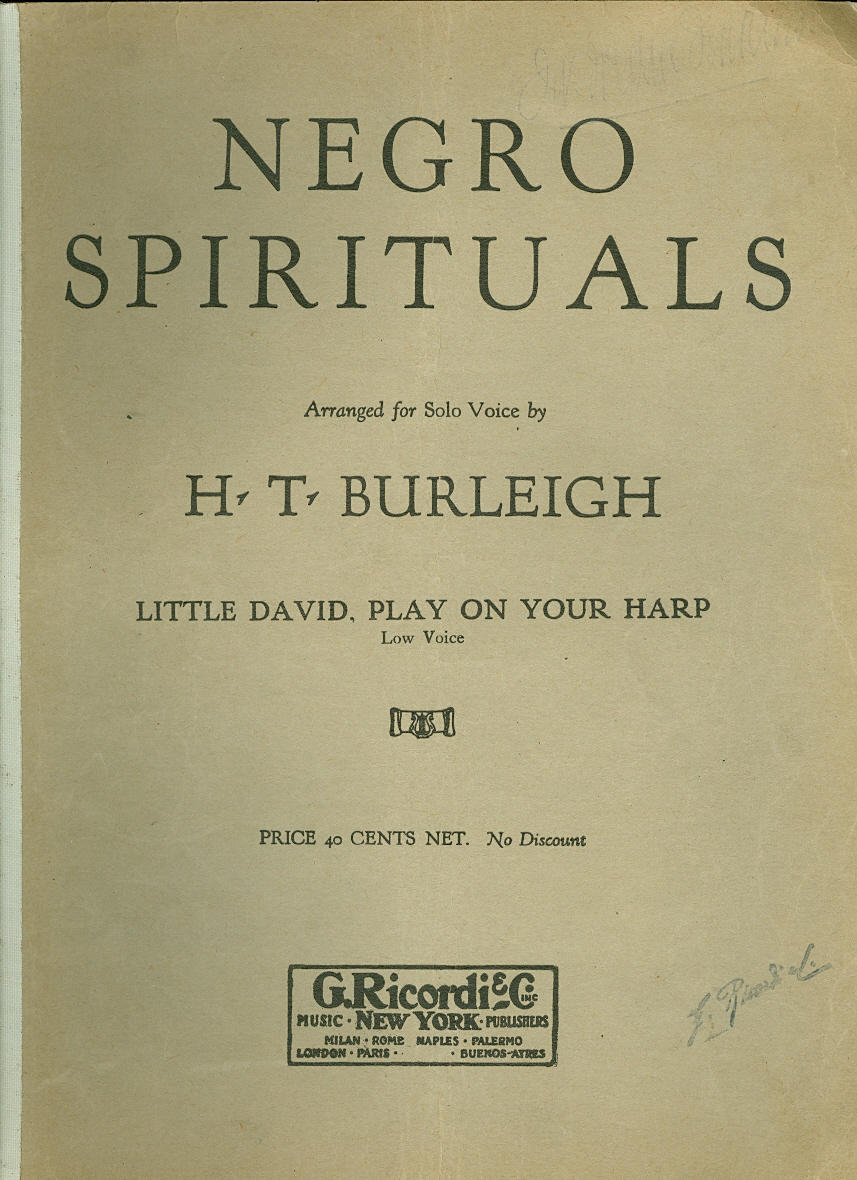 NEGRO
SPIRITUALS
Arranged for Solo Voice by
H. T. BURLEIGH
LITTLE DAVID, PLAY ON YOUR HARP
Low Voice
PRICE 40 CENTS NET. No Discount
G. Ricordi & Co. INC
MUSIC · NEW YORK · PUBLISHERS
MILAN · ROME NAPLES · PALERMO
LONDON · PARIS · · BUENOS-AYRES
G. Ricordi